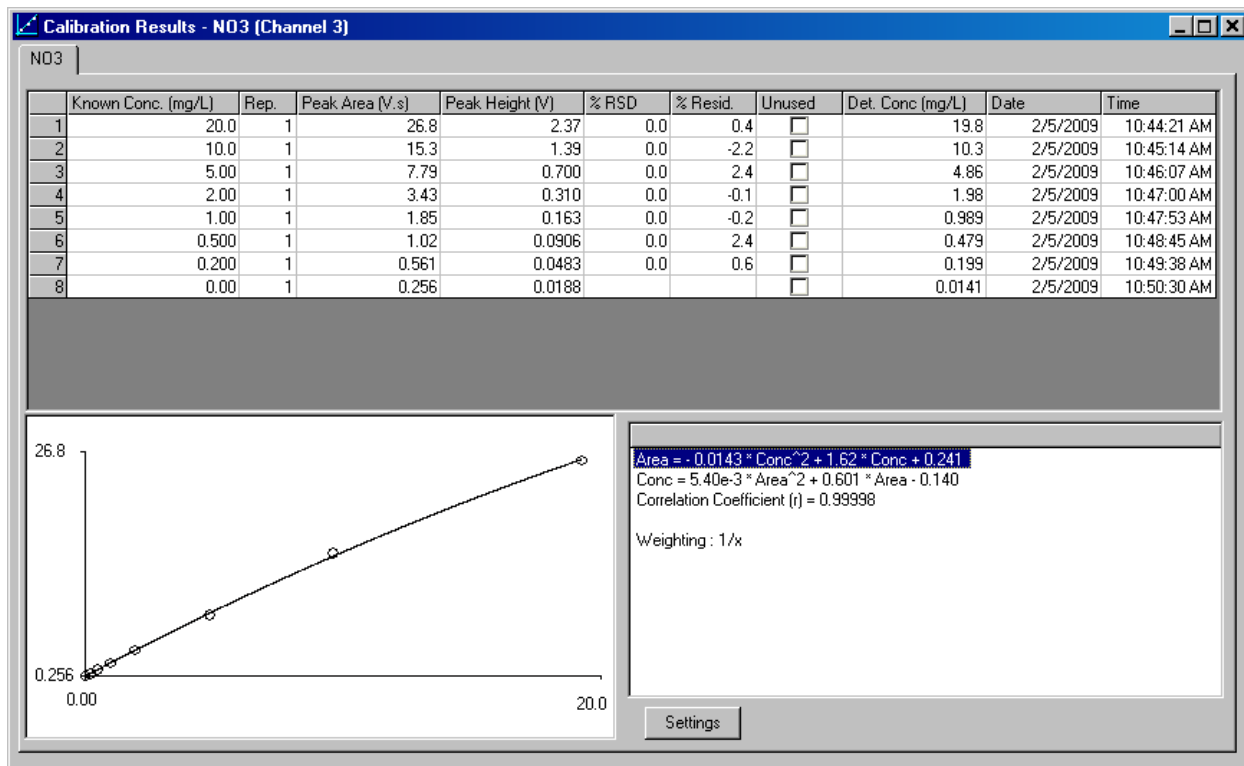 Calibration Results - NO3 (Channel 3)
NO3
Known Conc. (mg/L) Rep. Peak Area (V.s) Peak Height (V) % RSD % Resid. Unused Det. Conc (mg/L) Date Time
1 20.0 1 26.8 2.37 0.0 0.4 19.8 2/5/2009 10:44:21 AM
2 10.0 1 15.3 1.39 0.0 -2.2 10.3 2/5/2009 10:45:14 AM
3 5.00 1 7.79 0.700 0.0 2.4 4.86 2/5/2009 10:46:07 AM
4 2.00 1 3.43 0.310 0.0 -0.1 1.98 2/5/2009 10:47:00 AM
5 1.00 1 1.85 0.163 0.0 -0.2 0.989 2/5/2009 10:47:53 AM
6 0.500 1 1.02 0.0906 0.0 2.4 0.479 2/5/2009 10:48:45 AM
7 0.200 1 0.561 0.0483 0.0 0.6 0.199 2/5/2009 10:49:38 AM
8 0.00 1 0.256 0.0188 0.0141 2/5/2009 10:50:30 AM
26.8
0.256
0.00 20.0
Area = - 0.0143 * Conc^2 + 1.62 * Conc + 0.241
Conc = 5.40e-3 * Area^2 + 0.601 * Area - 0.140
Correlation Coefficient (r) = 0.99998
Weighting : 1/x
Settings